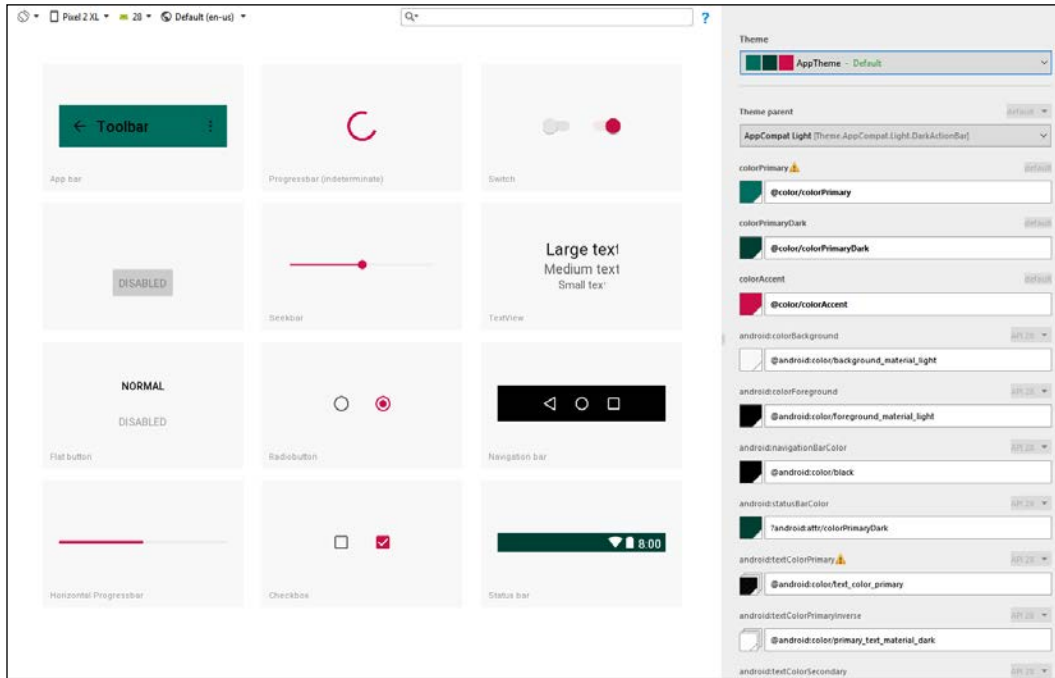 Pixel 2 XL 28 Default (en-us) ?
Toolbar
App bar
Progressbar (indeterminate)
Switch
DISABLED
Seekbar
Large text
Medium text
Small text
TextView
NORMAL
DISABLED
Flat button
Radiobutton
Navigation bar
Horizontal Progressbar
Checkbox
8:00
Status bar
Theme
AppTheme - Default
Theme parent default
AppCompat Light [Theme.AppCompat.Light.DarkActionBar]
colorPrimary default
@color/colorPrimary
colorPrimaryDark default
@color/colorPrimaryDark
colorAccent default
@color/colorAccent
android:colorBackground API 28
@android:color/background_material_light
android:colorForeground API 28
@android:color/foreground_material_light
android:navigationBarColor API 28
@android:color/black
android:statusBarColor API 28
?android:attr/colorPrimaryDark
android:textColorPrimary API 28
@android:color/text_color_primary
android:textColorPrimaryInverse API 28
@android:color/primary_text_material_dark
android:textColorSecondary API 28